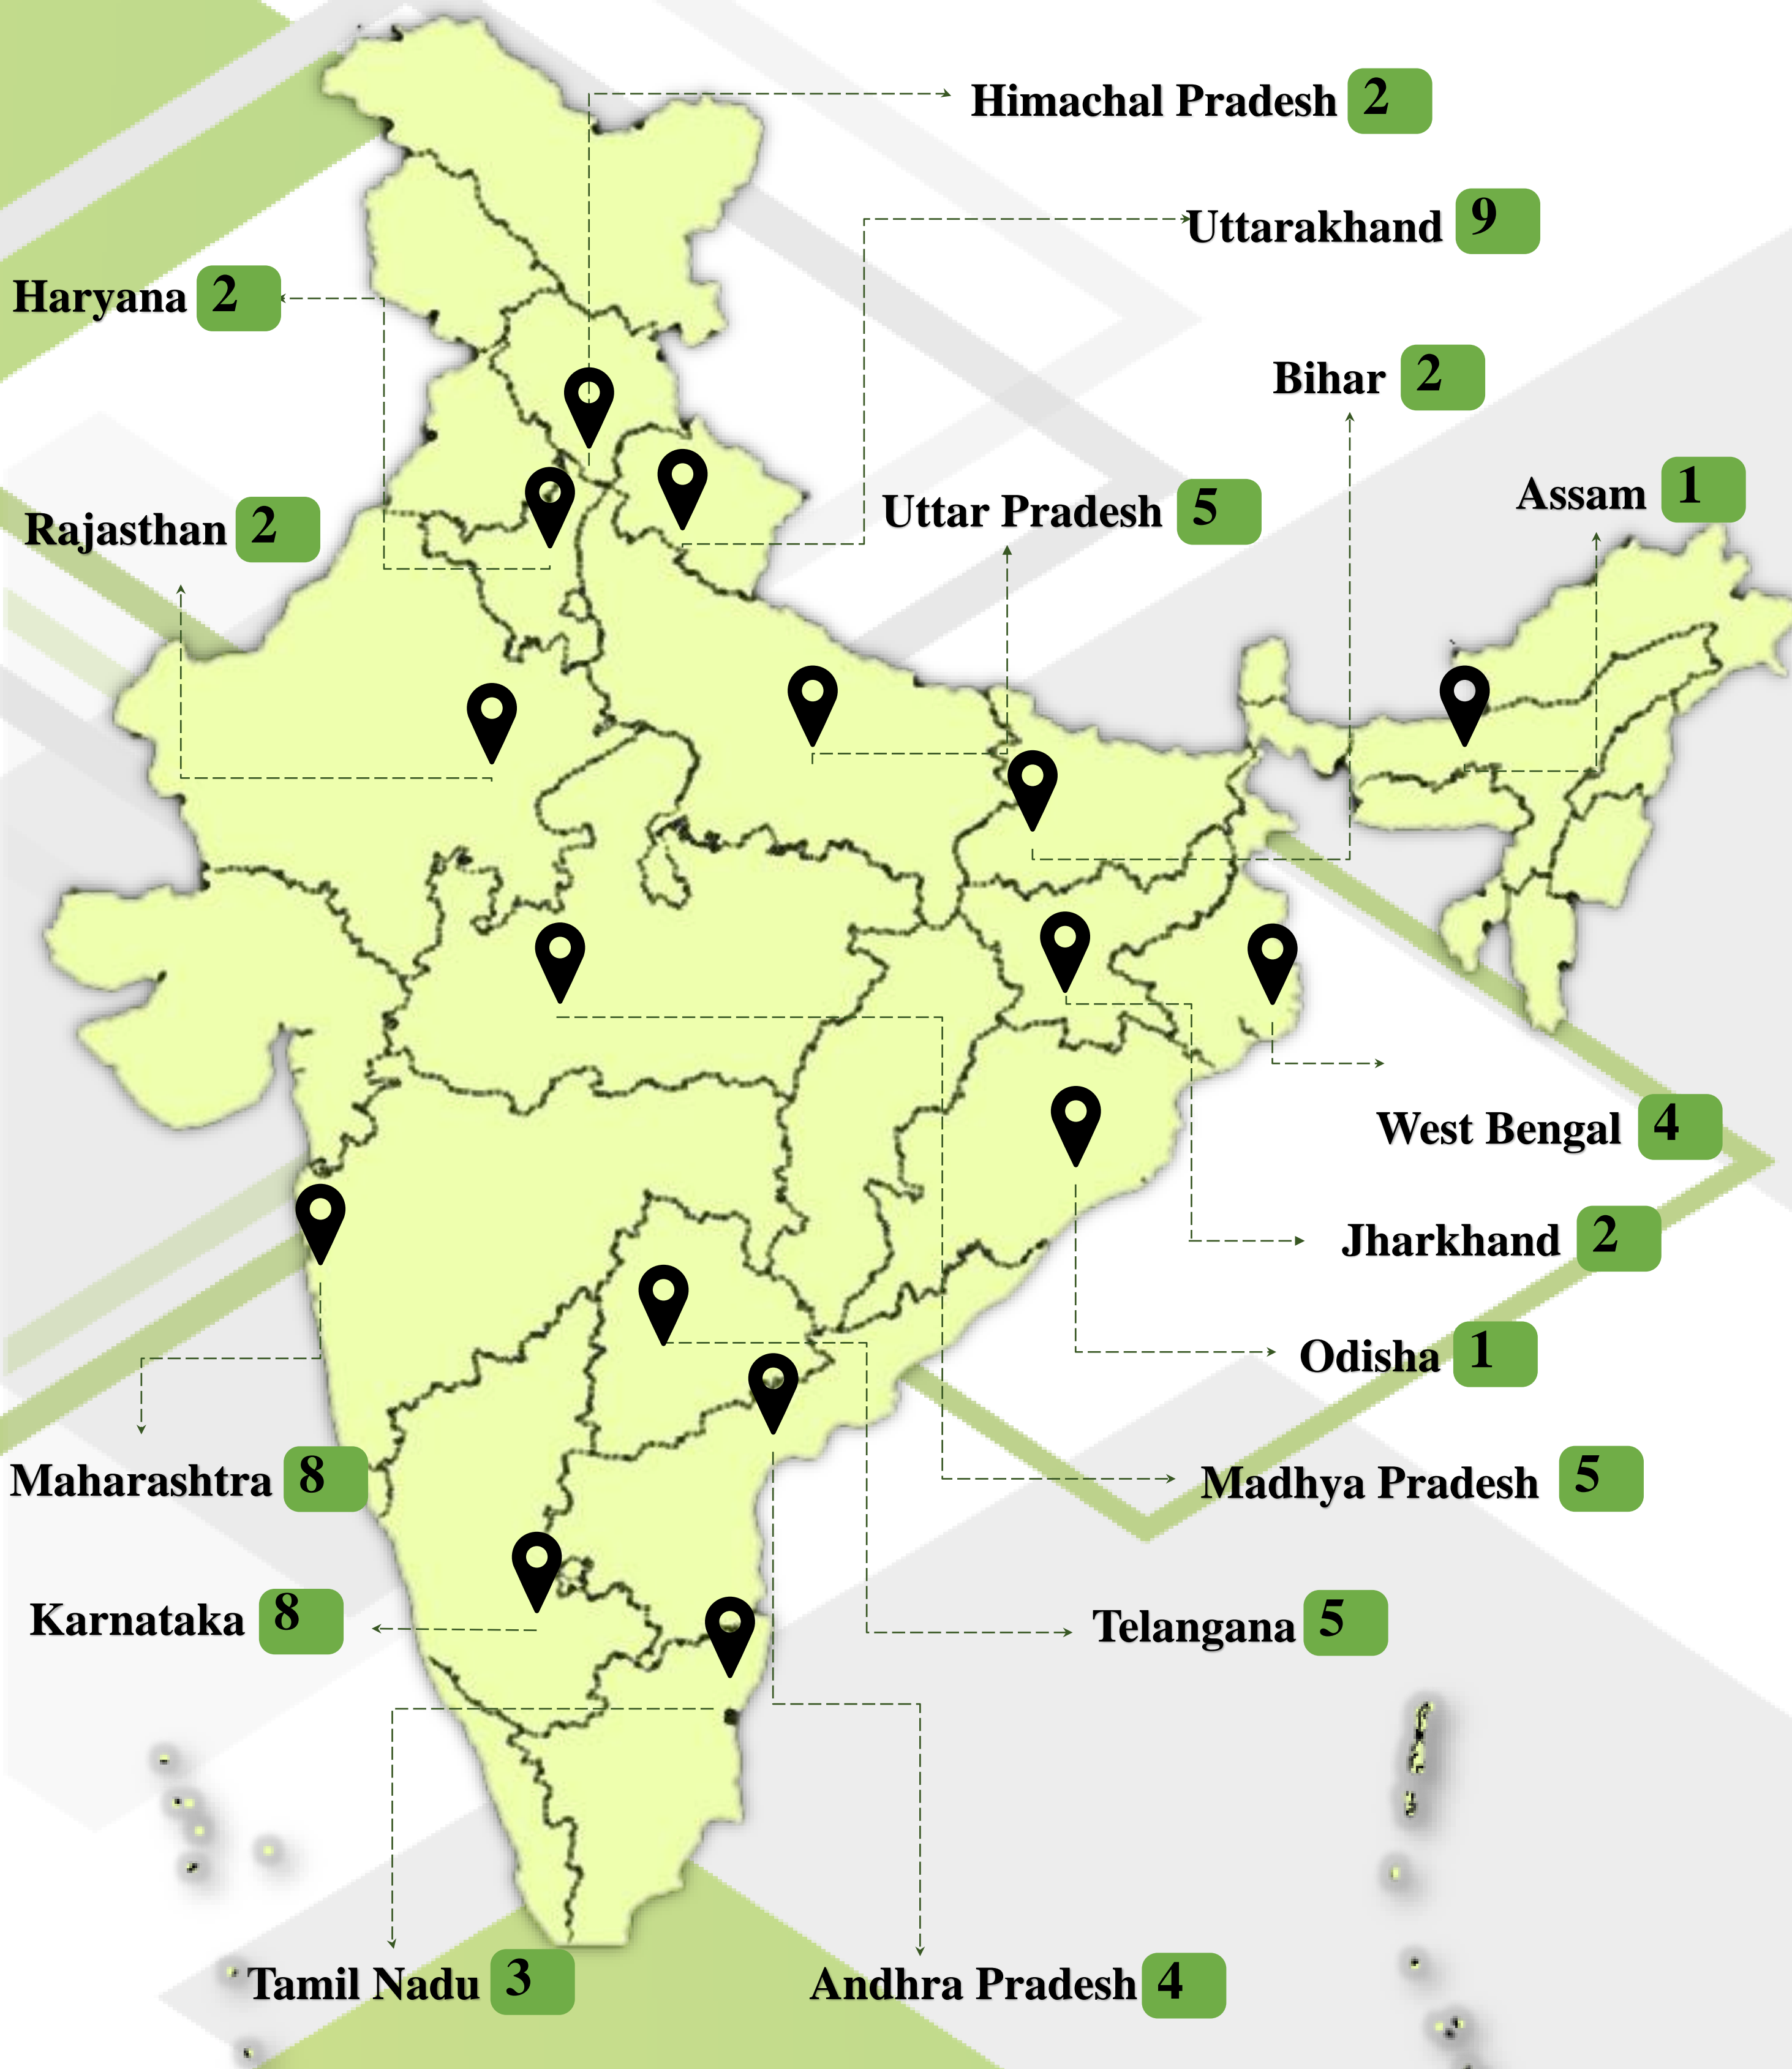 Himachal Pradesh 2
Uttarakhand 9
Haryana 2
Bihar 2
Assam 1
Uttar Pradesh 5
Rajasthan 2
West Bengal 4
Jharkhand 2
Odisha 1
Maharashtra 8
Madhya Pradesh 5
Karnataka 8
Telangana 5
Tamil Nadu 3
Andhra Pradesh 4